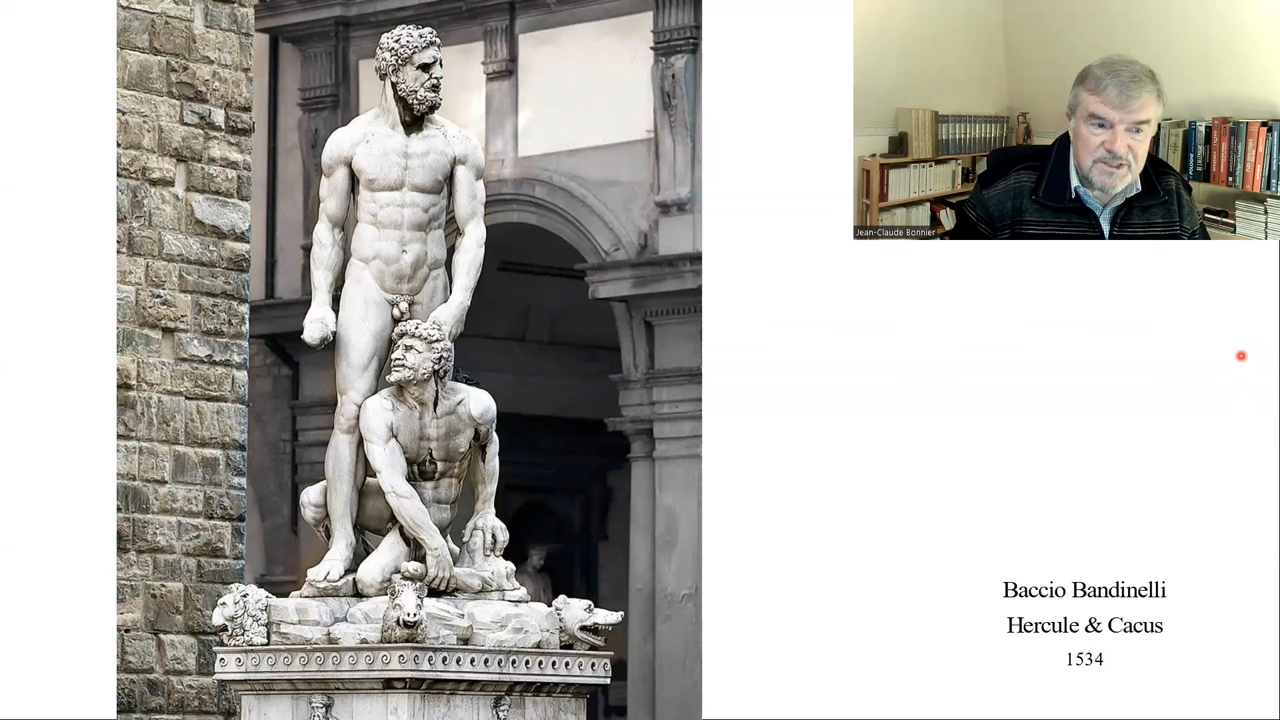 Jean-Claude Bonnier
Baccio Bandinelli
Hercule & Cacus
1534